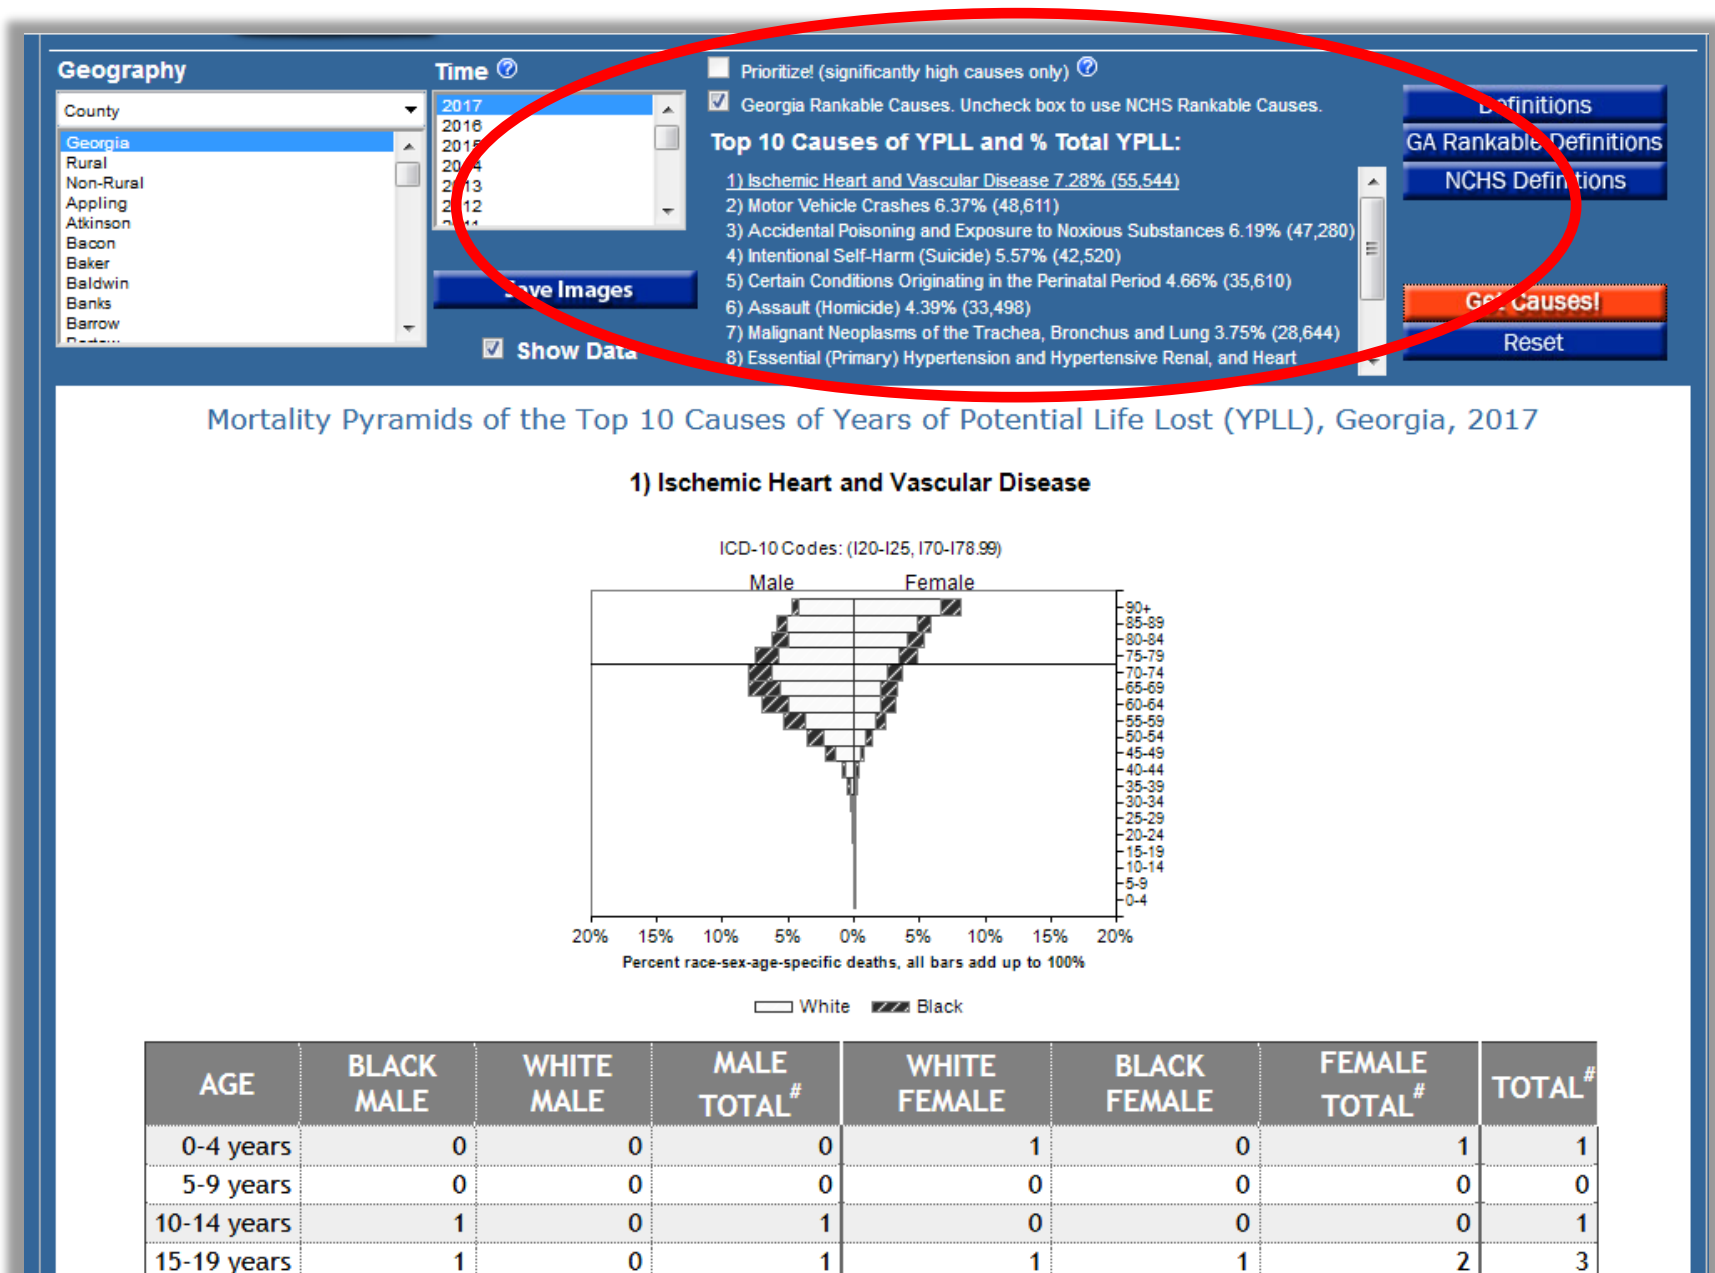 Geography
County
Georgia
Rural
Non-Rural
Appling
Atkinson
Bacon
Baker
Baldwin
Banks
Barrow
Time
2017
2016
2015
2014
2013
2012
2011
Save Images
Show Data
Prioritize! (significantly high causes only)
Georgia Rankable Causes. Uncheck box to use NCHS Rankable Causes.
Top 10 Causes of YPLL and % Total YPLL:
1) Ischemic Heart and Vascular Disease 7.28% (55,544)
2) Motor Vehicle Crashes 6.37% (48,611)
3) Accidental Poisoning and Exposure to Noxious Substances 6.19% (47,280)
4) Intentional Self-Harm (Suicide) 5.57% (42,520)
5) Certain Conditions Originating in the Perinatal Period 4.66% (35,610)
6) Assault (Homicide) 4.39% (33,498)
7) Malignant Neoplasms of the Trachea, Bronchus and Lung 3.75% (28,644)
8) Essential (Primary) Hypertension and Hypertensive Renal, and Heart
Definitions
GA Rankable Definitions
NCHS Definitions
Get Causes!
Reset
Mortality Pyramids of the Top 10 Causes of Years of Potential Life Lost (YPLL), Georgia, 2017
1) Ischemic Heart and Vascular Disease
ICD-10 Codes: (I20-I25, I70-I78.99)
Male Female
90+
85-89
80-84
75-79
70-74
65-69
60-64
55-59
50-54
45-49
40-44
35-39
30-34
25-29
20-24
15-19
10-14
5-9
0-4
20% 15% 10% 5% 0% 5% 10% 15% 20%
Percent race-sex-age-specific deaths, all bars add up to 100%
White Black
AGE BLACK MALE WHITE MALE MALE TOTAL# WHITE FEMALE BLACK FEMALE FEMALE TOTAL# TOTAL#
0-4 years 0 0 0 1 0 1 1
5-9 years 0 0 0 0 0 0 0
10-14 years 1 0 1 0 0 0 1
15-19 years 1 0 1 1 1 2 3